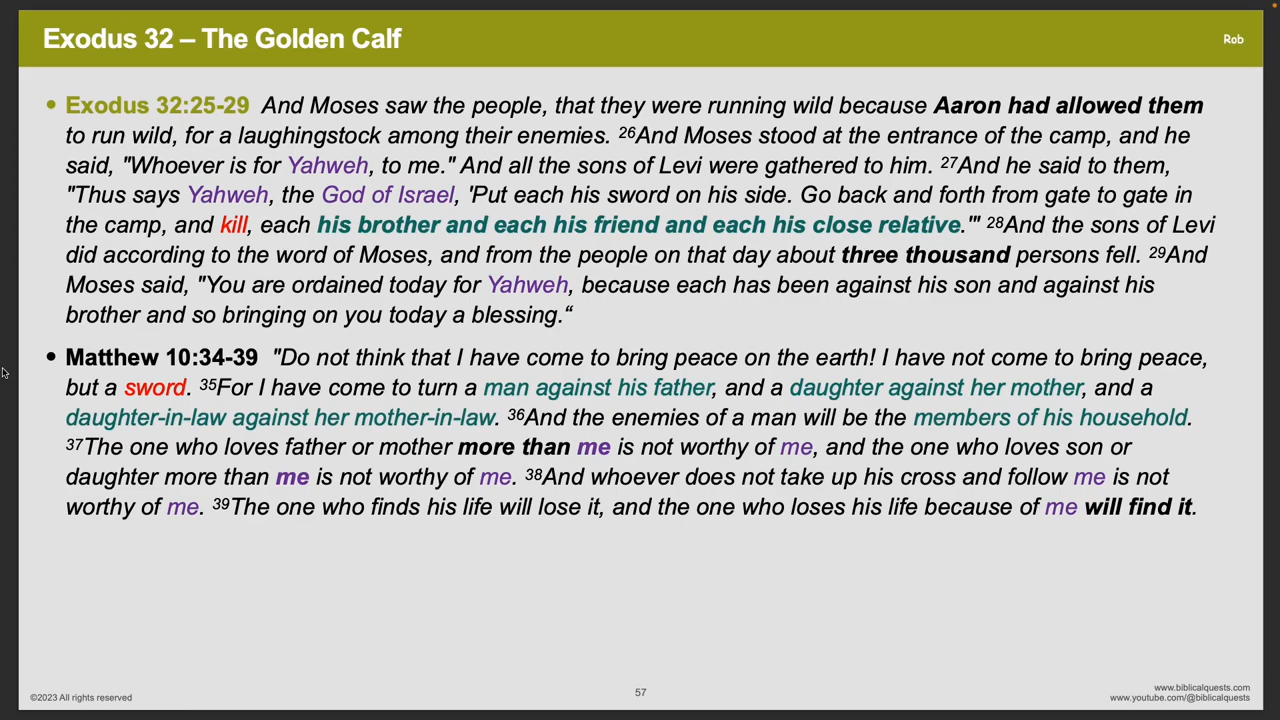 Exodus 32 – The Golden Calf
Rob
• Exodus 32:25-29 And Moses saw the people, that they were running wild because Aaron had allowed them
to run wild, for a laughingstock among their enemies. 26And Moses stood at the entrance of the camp, and he
said, "Whoever is for Yahweh, to me." And all the sons of Levi were gathered to him. 27And he said to them,
"Thus says Yahweh, the God of Israel, 'Put each his sword on his side. Go back and forth from gate to gate in
the camp, and kill, each his brother and each his friend and each his close relative.'" 28And the sons of Levi
did according to the word of Moses, and from the people on that day about three thousand persons fell. 29And
Moses said, "You are ordained today for Yahweh, because each has been against his son and against his
brother and so bringing on you today a blessing.“
• Matthew 10:34-39 "Do not think that I have come to bring peace on the earth! I have not come to bring peace,
but a sword. 35For I have come to turn a man against his father, and a daughter against her mother, and a
daughter-in-law against her mother-in-law. 36And the enemies of a man will be the members of his household.
37The one who loves father or mother more than me is not worthy of me, and the one who loves son or
daughter more than me is not worthy of me. 38And whoever does not take up his cross and follow me is not
worthy of me. 39The one who finds his life will lose it, and the one who loses his life because of me will find it.
©2023 All rights reserved
57
www.biblicalquests.com
www.youtube.com/@biblicalquests